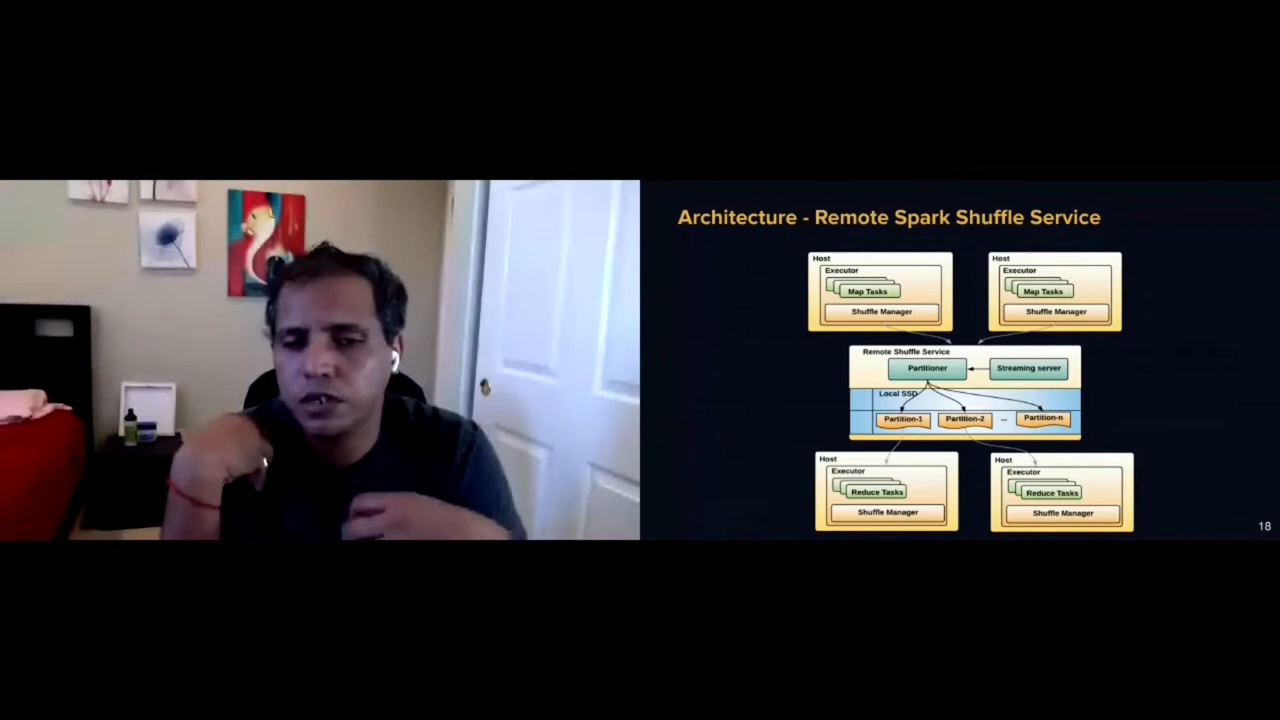 Architecture - Remote Spark Shuffle Service
Host
Executor
Map Tasks
Shuffle Manager
Host
Executor
Map Tasks
Shuffle Manager
Remote Shuffle Service
Partitioner
Streaming server
Local SSD
Partition-1
Partition-2
...
Partition-n
Host
Executor
Reduce Tasks
Shuffle Manager
Host
Executor
Reduce Tasks
Shuffle Manager
18